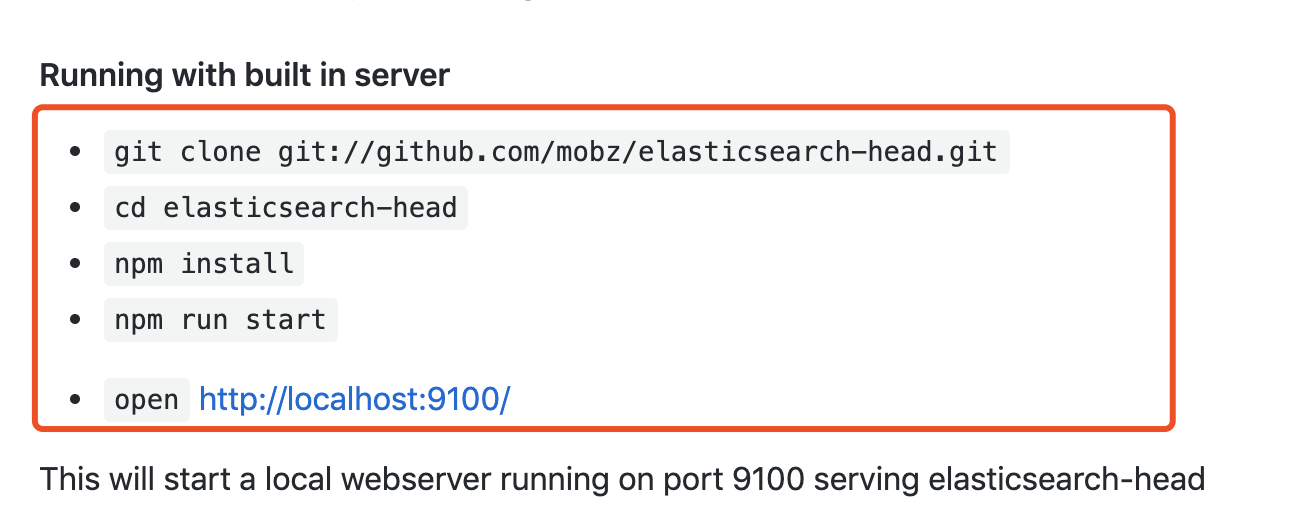 Running with built in server
• git clone git://github.com/mobz/elasticsearch-head.git
• cd elasticsearch-head
• npm install
• npm run start
• open http://localhost:9100/
This will start a local webserver running on port 9100 serving elasticsearch-head